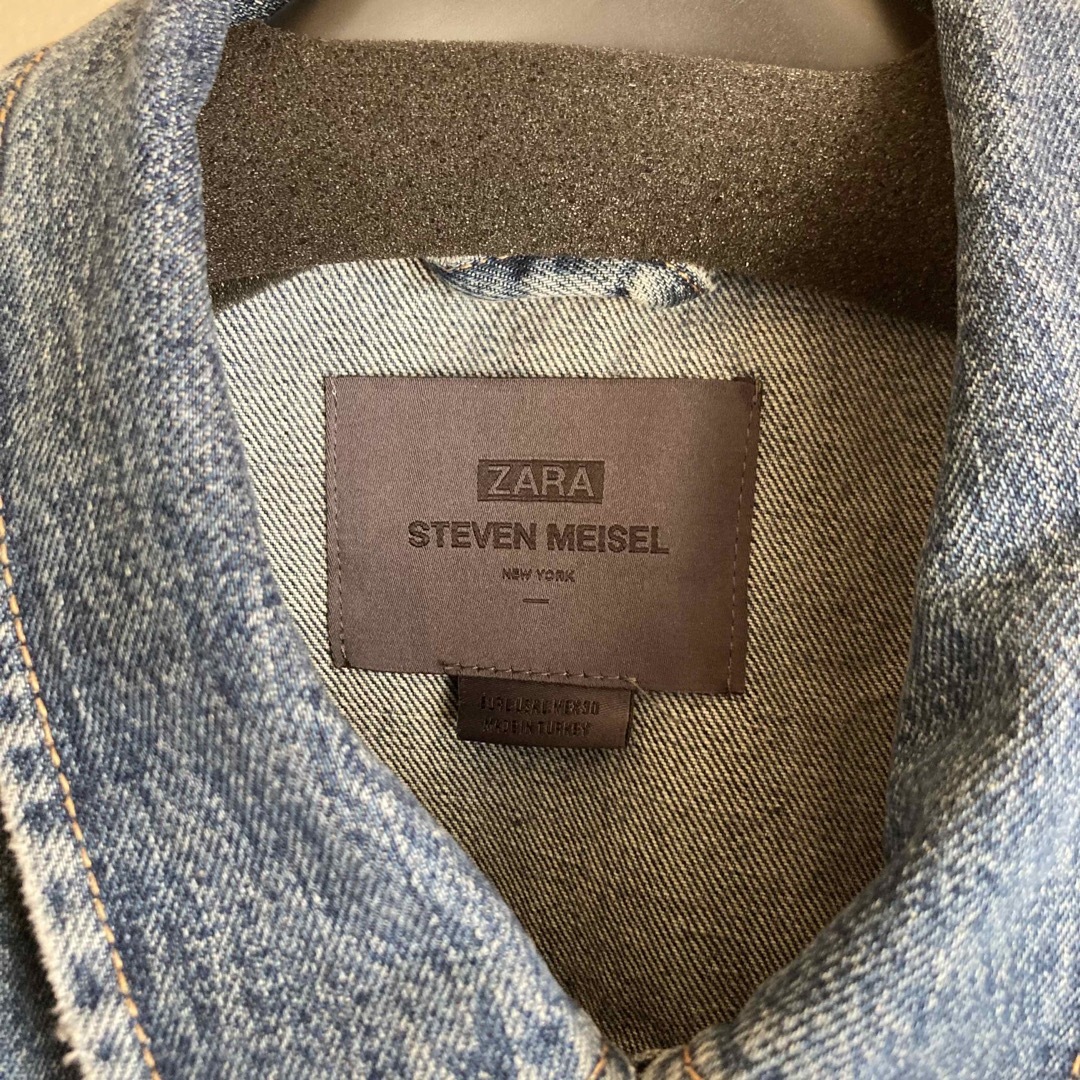 ZARA
STEVEN MEISEL
NEW YORK
—
MADE IN TURKEY